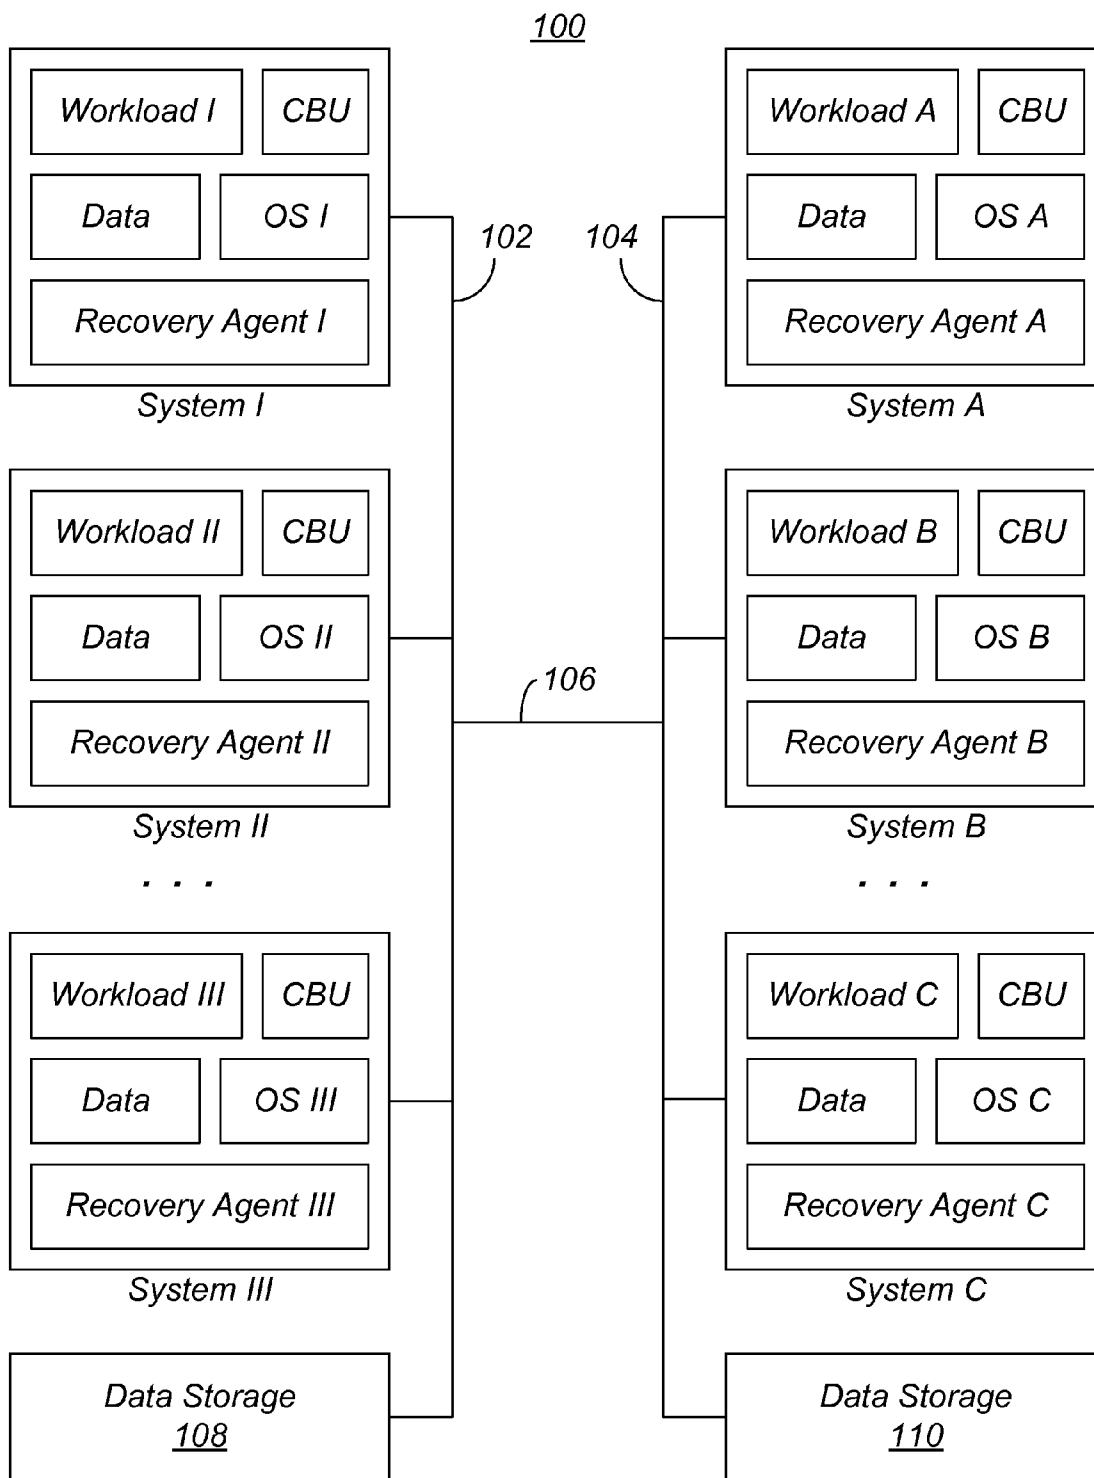 100
Workload I CBU
Data OS I
Recovery Agent I
System I
Workload A CBU
Data OS A
Recovery Agent A
System A
102
104
Workload II CBU
Data OS II
Recovery Agent II
System II
. . .
Workload B CBU
Data OS B
Recovery Agent B
System B
. . .
106
Workload III CBU
Data OS III
Recovery Agent III
System III
Workload C CBU
Data OS C
Recovery Agent C
System C
Data Storage
108
Data Storage
110